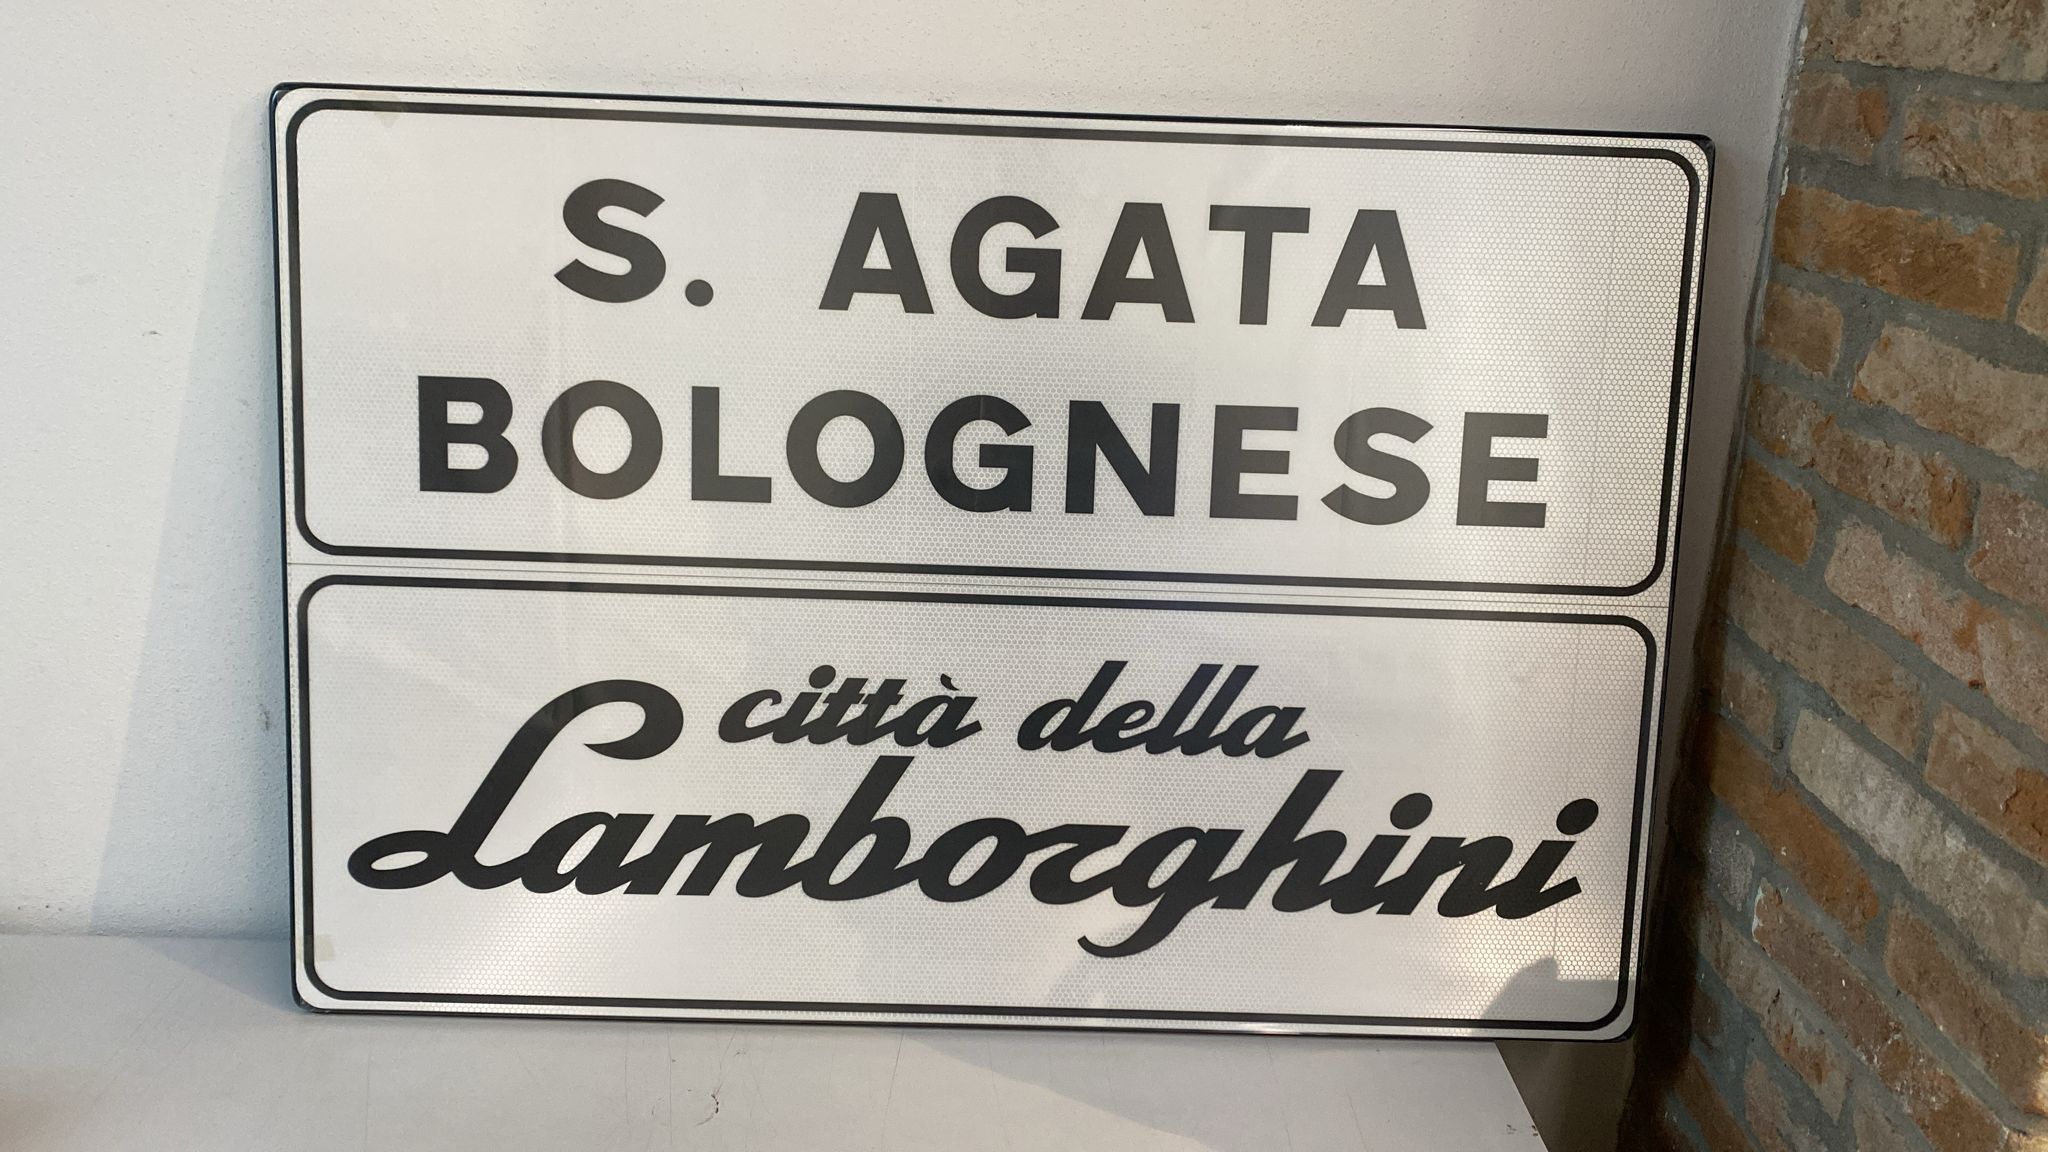 S. AGATA
BOLOGNESE
città della
Lamborghini